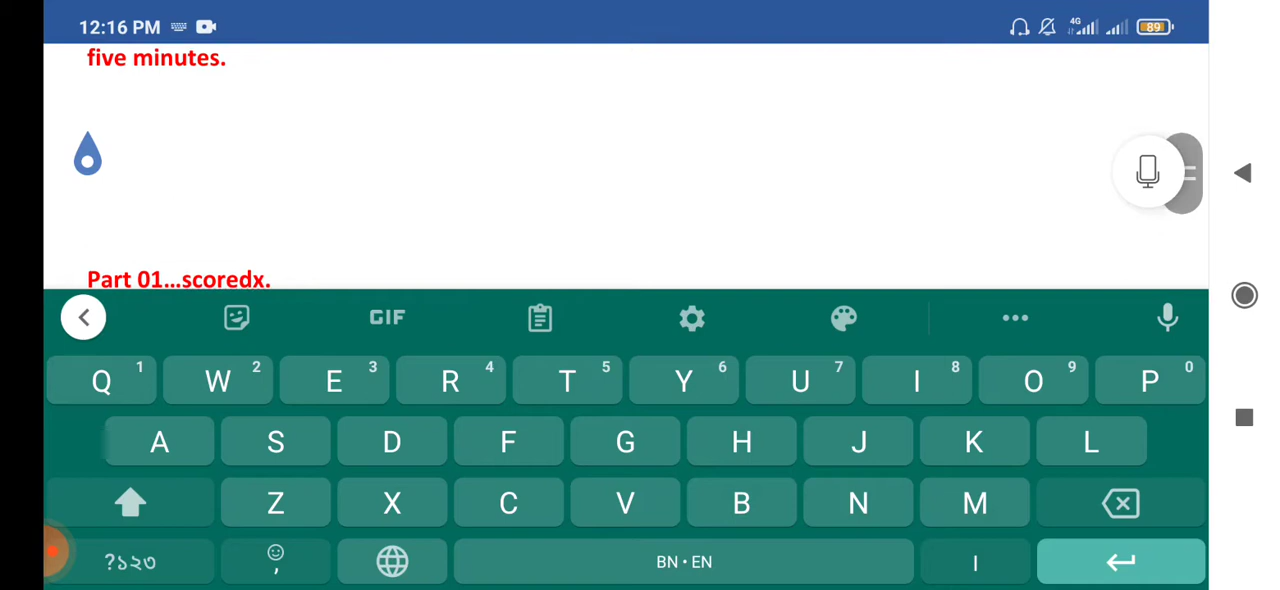 12:16 PM
4G
89
five minutes.
Part 01...scoredx.
GIF
Q 1 W 2 E 3 R 4 T 5 Y 6 U 7 I 8 O 9 P 0
A S D F G H J K L
Z X C V B N M
?১২৩ , BN • EN ।